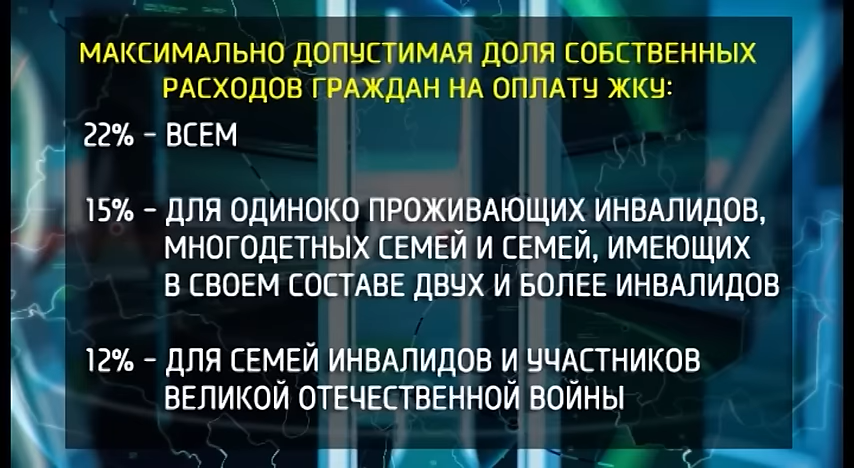 МАКСИМАЛЬНО ДОПУСТИМАЯ ДОЛЯ СОБСТВЕННЫХ
РАСХОДОВ ГРАЖДАН НА ОПЛАТУ ЖКУ:
22% – ВСЕМ
15% – ДЛЯ ОДИНОКО ПРОЖИВАЮЩИХ ИНВАЛИДОВ,
МНОГОДЕТНЫХ СЕМЕЙ И СЕМЕЙ, ИМЕЮЩИХ
В СВОЕМ СОСТАВЕ ДВУХ И БОЛЕЕ ИНВАЛИДОВ
12% – ДЛЯ СЕМЕЙ ИНВАЛИДОВ И УЧАСТНИКОВ
ВЕЛИКОЙ ОТЕЧЕСТВЕННОЙ ВОЙНЫ